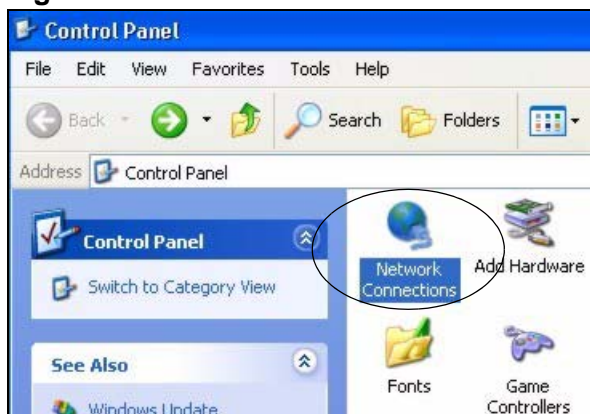 Control Panel
File Edit View Favorites Tools Help
Back Search Folders
Address Control Panel
Control Panel
Switch to Category View
See Also
Windows Update
Network
Connections
Add Hardware
Fonts
Game
Controllers